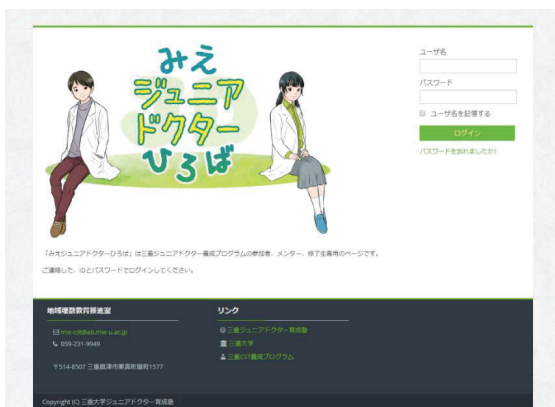 みえ
ジュニア
ドクター
ひろば
ユーザ名
パスワード
ユーザ名を記憶する
ログイン
パスワードを忘れましたか?
「みえジュニアドクターひろば」は三重ジュニアドクター養成プログラムの参加者、メンター、修了生専用のページです。
ご連絡した、IDとパスワードでログインしてください。
地域理数教育推進室
mie-cst@ab.mie-u.ac.jp
059-231-9949
〒514-8507 三重県津市栗真町屋町1577
リンク
三重ジュニアドクター育成塾
三重大学
三重CST養成プログラム
Copyright (C) 三重大学ジュニアドクター育成塾